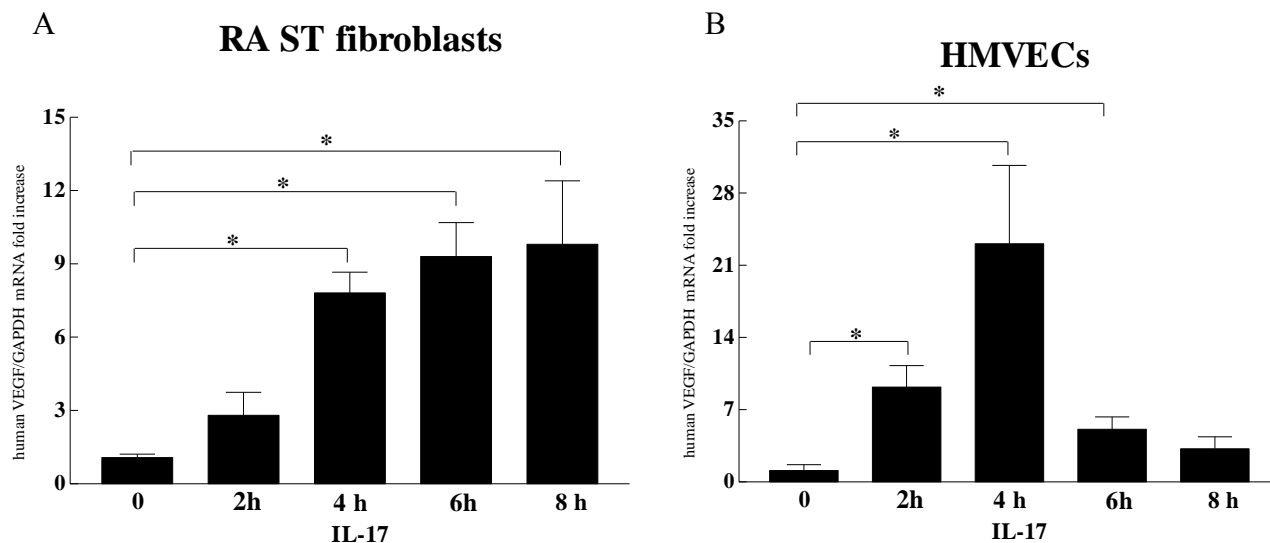 A
RA ST fibroblasts
human VEGF/GAPDH mRNA fold increase
15
12
9
6
3
0
*
*
*
0 2h 4 h 6h 8 h
IL-17
B
HMVECs
human VEGF/GAPDH mRNA fold increase
35
28
21
14
7
0
*
*
*
0 2h 4 h 6h 8 h
IL-17